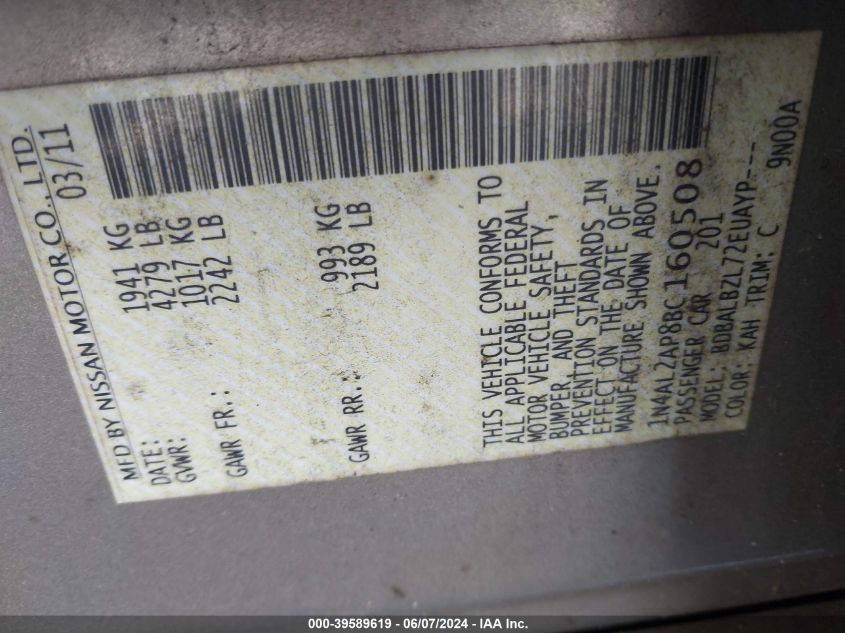 MFD BY NISSAN MOTOR CO., LTD.
DATE: 03/11
GVWR: 1941 KG
4279 LB
GAWR FR.: 1017 KG
2242 LB
GAWR RR.: 993 KG
2189 LB
THIS VEHICLE CONFORMS TO
ALL APPLICABLE FEDERAL
MOTOR VEHICLE SAFETY,
BUMPER, AND THEFT
PREVENTION STANDARDS IN
EFFECT ON THE DATE OF
MANUFACTURE SHOWN ABOVE.
1N4AL2AP8BC160508
PASSENGER CAR 201
MODEL: BDBALBZL72EUAYP---
COLOR: KAH TRIM: C 9N00A
000-39589619 - 06/07/2024 - IAA Inc.